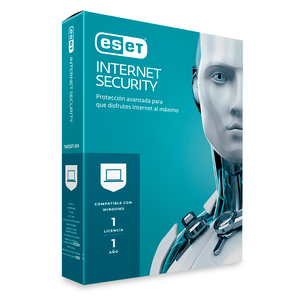 eset
INTERNET
SECURITY
Protección avanzada para
que disfrutes Internet al máximo
COMPATIBLE CON
WINDOWS
1
LICENCIA
1
AÑO
eset
INTERNET
SECURITY